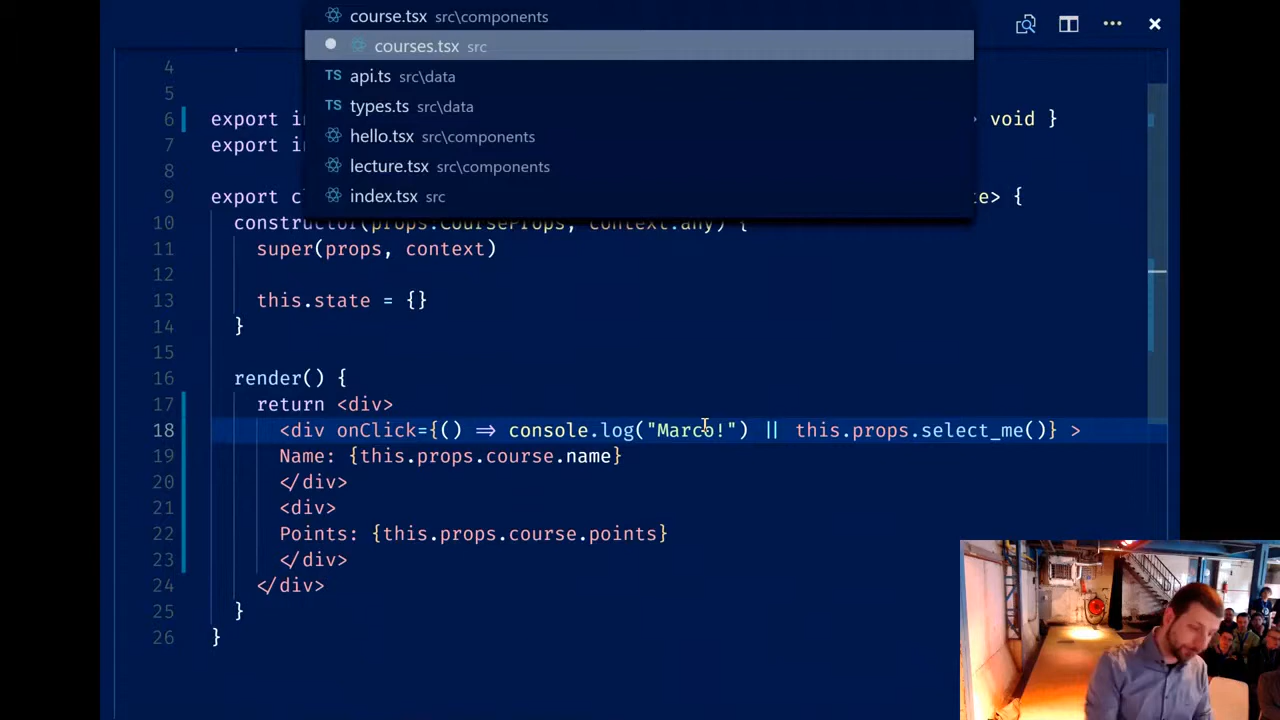 course.tsx src\components
courses.tsx src
TS api.ts src\data
TS types.ts src\data
hello.tsx src\components
lecture.tsx src\components
index.tsx src
4
5
6 export i void }
7 export i
8
9 export c e> {
10 constructor(props:CourseProps, context:any) {
11 super(props, context)
12
13 this.state = {}
14 }
15
16 render() {
17 return <div>
18 <div onClick={() => console.log("Marco!") || this.props.select_me()} >
19 Name: {this.props.course.name}
20 </div>
21 <div>
22 Points: {this.props.course.points}
23 </div>
24 </div>
25 }
26 }